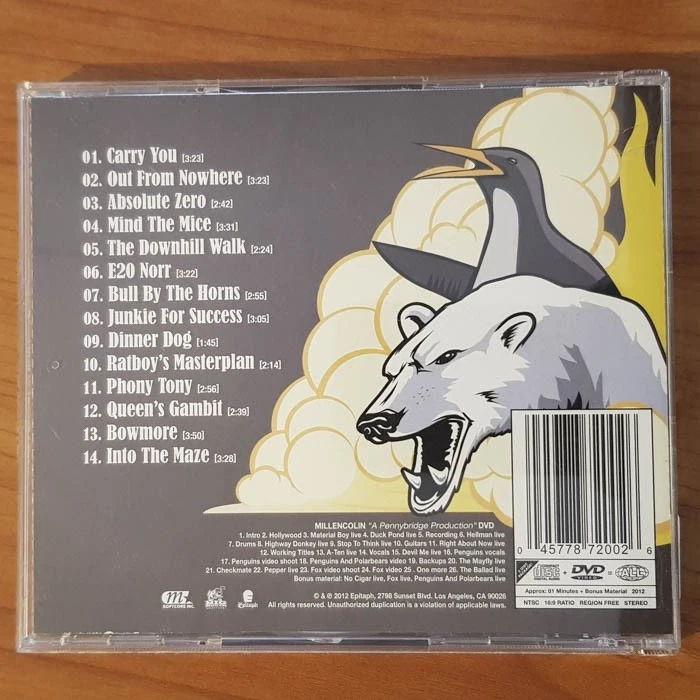 01. Carry You [3:23]
02. Out From Nowhere [3:23]
03. Absolute Zero [2:42]
04. Mind The Mice [3:31]
05. The Downhill Walk [2:24]
06. E20 Norr [3:22]
07. Bull By The Horns [2:55]
08. Junkie For Success [3:05]
09. Dinner Dog [1:45]
10. Ratboy's Masterplan [2:14]
11. Phony Tony [2:56]
12. Queen's Gambit [2:39]
13. Bowmore [3:50]
14. Into The Maze [3:28]
MILLENCOLIN "A Pennybridge Production" DVD
1. Intro 2. Hollywood 3. Material Boy live 4. Duck Pond live 5. Recording 6. Hellman live
7. Drums 8. Highway Donkey live 9. Stop To Think live 10. Guitars 11. Right About Now live
12. Working Titles 13. A-Ten live 14. Vocals 15. Devil Me live 16. Penguins vocals
17. Penguins video shoot 18. Penguins And Polarbears live 19. Backups 20. The Mayfly live
21. Checkmate 22. Pepper live 23. Fox video shoot 24. Fox video 25. One more 26. The Ballad live
Bonus material: No Cigar live, Fox live, Penguins And Polarbears live
© & ℗ 2012 Epitaph, 2798 Sunset Blvd. Los Angeles, CA 90026
All rights reserved. Unauthorized duplication is a violation of applicable laws.
BURNING HEART
Epitaph
0 45778 72002 6
DVD
VIDEO
ALL
Approx: 81 Minutes + Bonus Material 2012
NTSC 16:9 RATIO REGION FREE STEREO